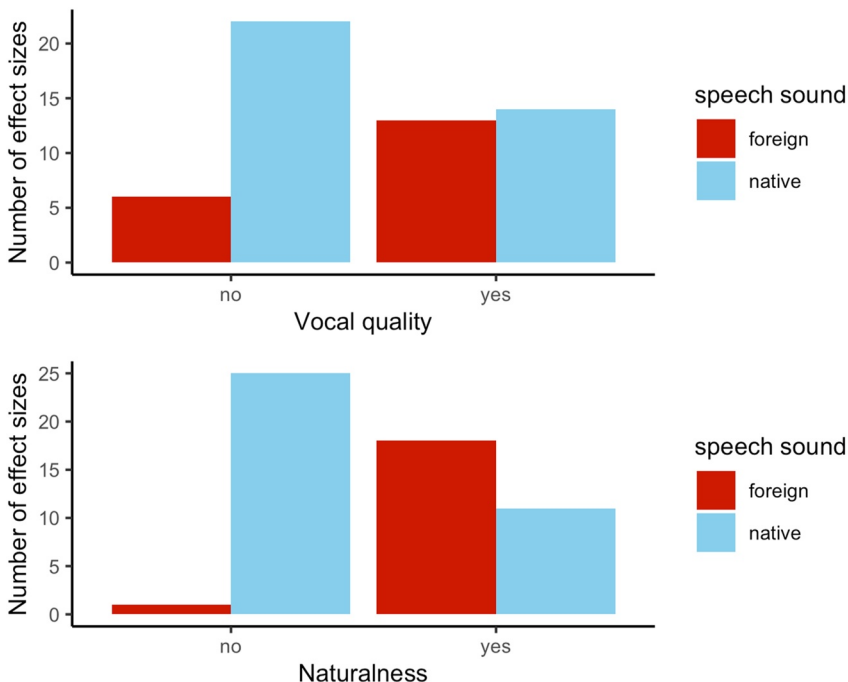 Number of effect sizes
20
15
10
5
0
no
yes
Vocal quality
speech sound
foreign
native
Number of effect sizes
25
20
15
10
5
0
no
yes
Naturalness
speech sound
foreign
native